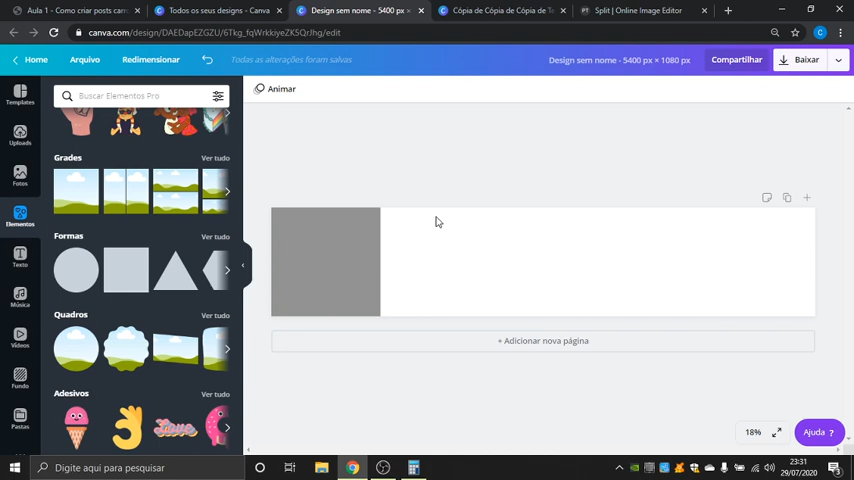 Aula 1 - Como criar posts carr
Todos os seus designs - Canva
Design sem nome - 5400 px ×
Cópia de Cópia de Cópia de Te
Split | Online Image Editor
canva.com/design/DAEDapEZGZU/6Tkg_fqWrkkiyeZK5QrJhg/edit
Home
Arquivo
Redimensionar
Todas as alterações foram salvas
Design sem nome - 5400 px × 1080 px
Compartilhar
Baixar
Templates
Uploads
Fotos
Elementos
Texto
Música
Vídeos
Fundo
Pastas
Buscar Elementos Pro
Grades
Ver tudo
Formas
Ver tudo
Quadros
Ver tudo
Adesivos
Ver tudo
Love
Animar
+ Adicionar nova página
18%
Ajuda ?
Digite aqui para pesquisar
23:31
29/07/2020
3